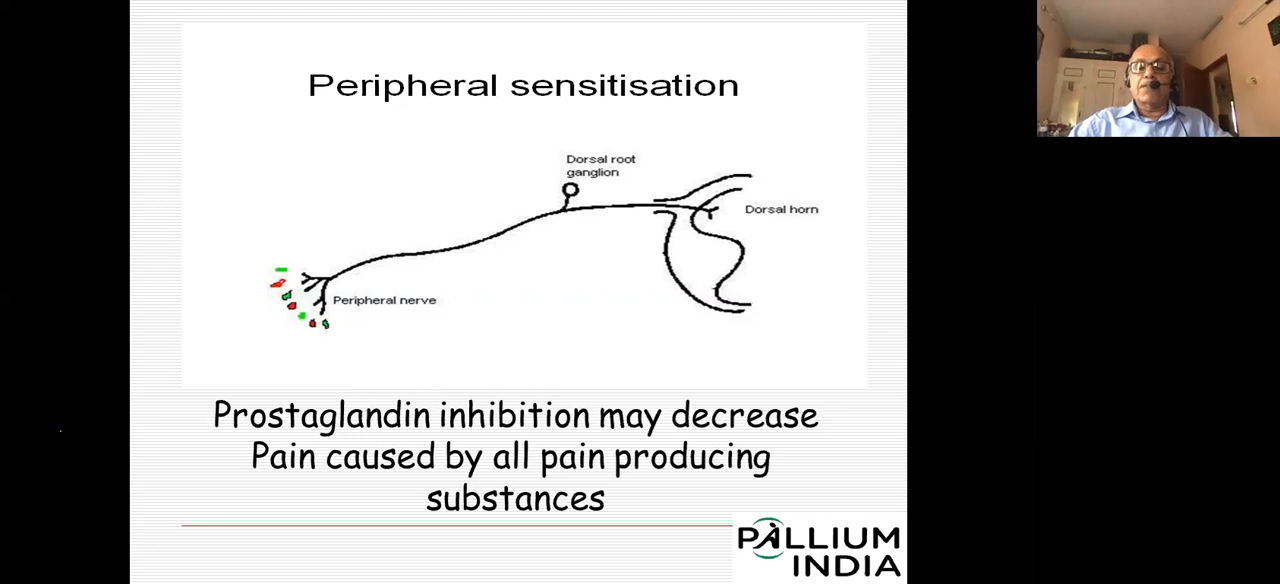 Peripheral sensitisation
Dorsal root
ganglion
Dorsal horn
Peripheral nerve
Prostaglandin inhibition may decrease
Pain caused by all pain producing
substances
PALLIUM
INDIA